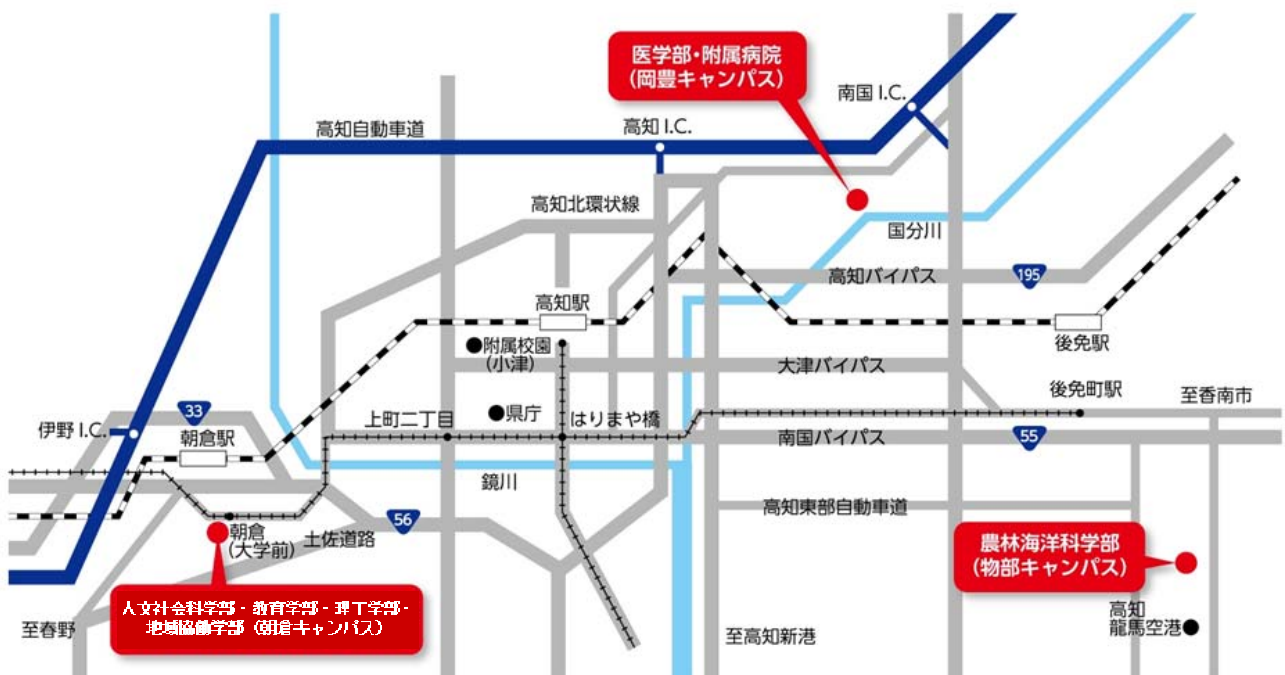 医学部・附属病院
(岡豊キャンパス)
南国 I.C.
高知自動車道
高知 I.C.
高知北環状線
国分川
高知バイパス
195
高知駅
後免駅
附属校園
(小津)
大津バイパス
後免町駅
至香南市
33
県庁
上町二丁目
はりまや橋
伊野 I.C.
朝倉駅
南国バイパス
55
鏡川
高知東部自動車道
56
朝倉
(大学前)
土佐道路
農林海洋科学部
(物部キャンパス)
人文社会科学部・教育学部・理工学部・
地域協働学部(朝倉キャンパス)
至春野
至高知新港
高知
龍馬空港